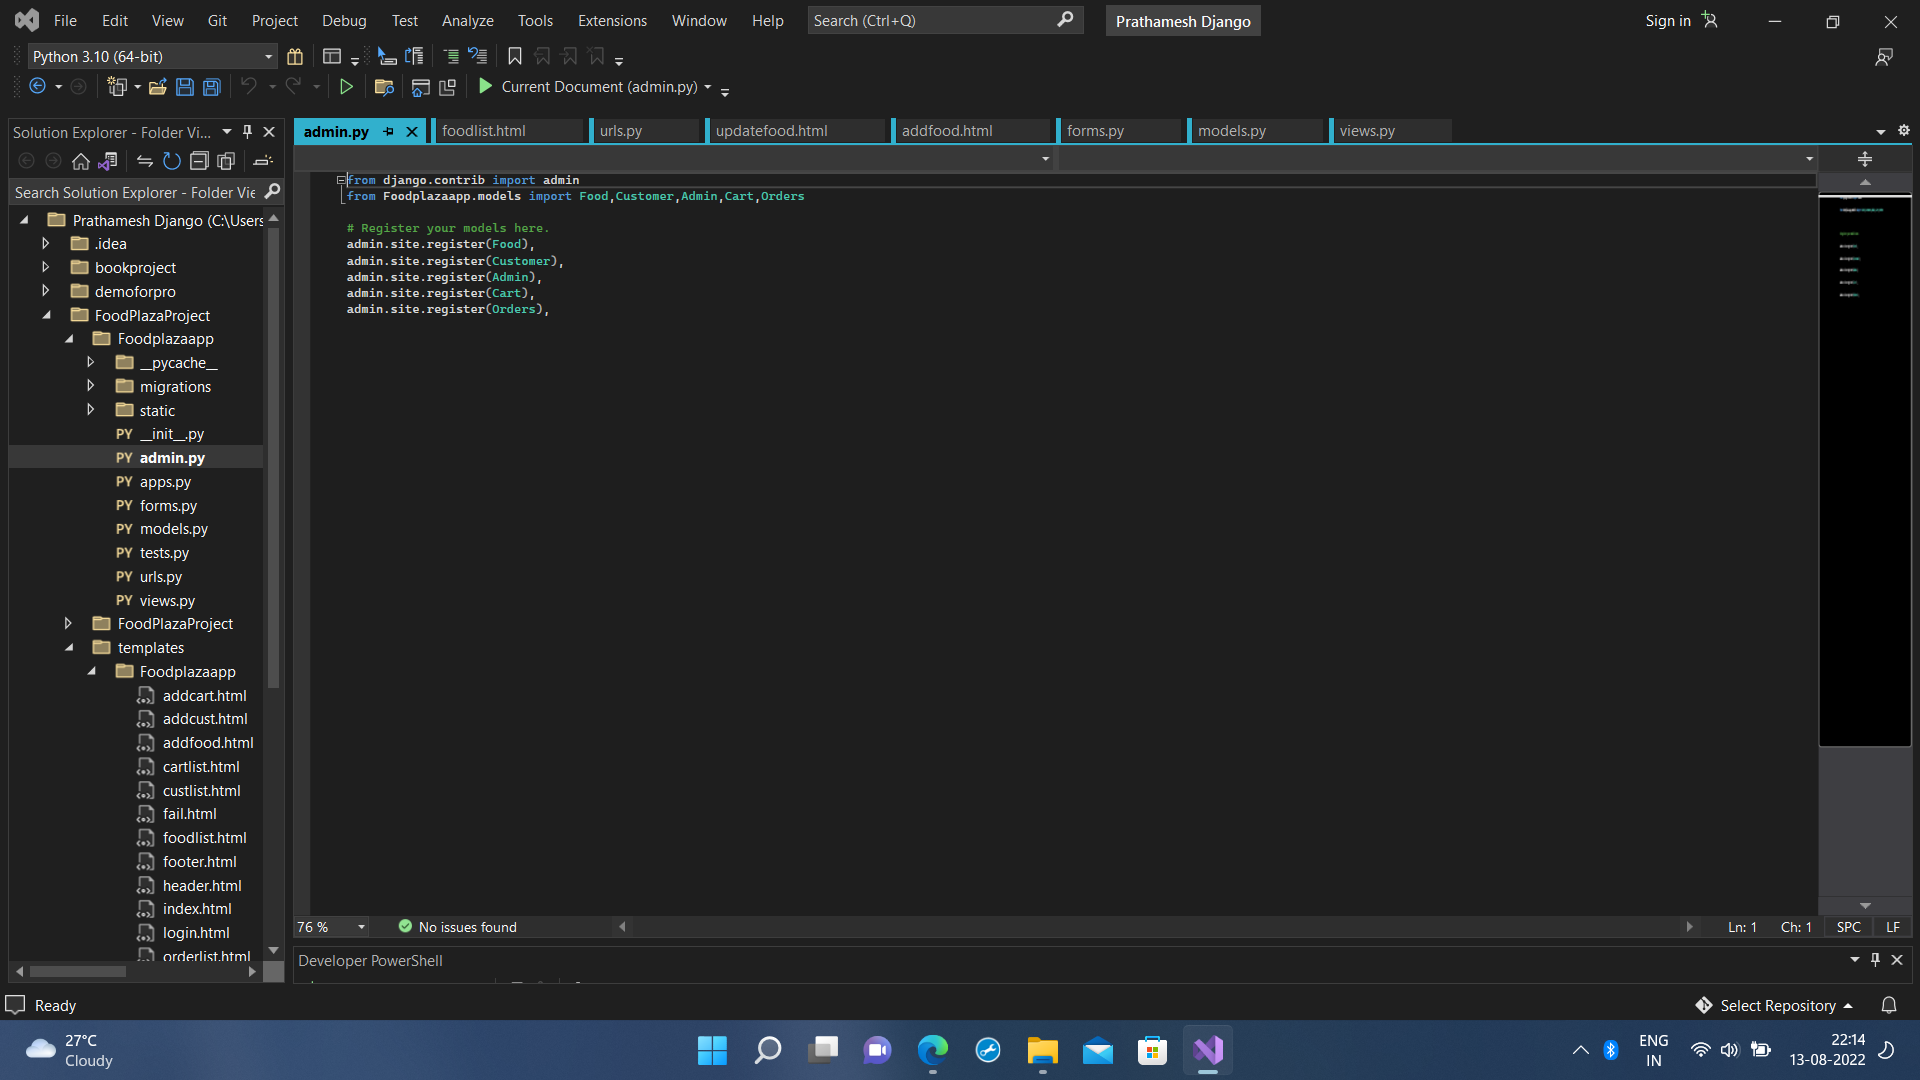 File Edit View Git Project Debug Test Analyze Tools Extensions Window Help Search (Ctrl+Q) Prathamesh Django Sign in
Python 3.10 (64-bit)
Current Document (admin.py)
Solution Explorer - Folder Vi...
Search Solution Explorer - Folder Vie
Prathamesh Django (C:\Users
.idea
bookproject
demoforpro
FoodPlazaProject
Foodplazaapp
__pycache__
migrations
static
PY __init__.py
PY admin.py
PY apps.py
PY forms.py
PY models.py
PY tests.py
PY urls.py
PY views.py
FoodPlazaProject
templates
Foodplazaapp
addcart.html
addcust.html
addfood.html
cartlist.html
custlist.html
fail.html
foodlist.html
footer.html
header.html
index.html
login.html
orderlist.html
admin.py foodlist.html urls.py updatefood.html addfood.html forms.py models.py views.py
from django.contrib import admin
from Foodplazaapp.models import Food,Customer,Admin,Cart,Orders
# Register your models here.
admin.site.register(Food),
admin.site.register(Customer),
admin.site.register(Admin),
admin.site.register(Cart),
admin.site.register(Orders),
76 % No issues found Ln: 1 Ch: 1 SPC LF
Developer PowerShell
Ready Select Repository
27°C
Cloudy
ENG
IN
22:14
13-08-2022